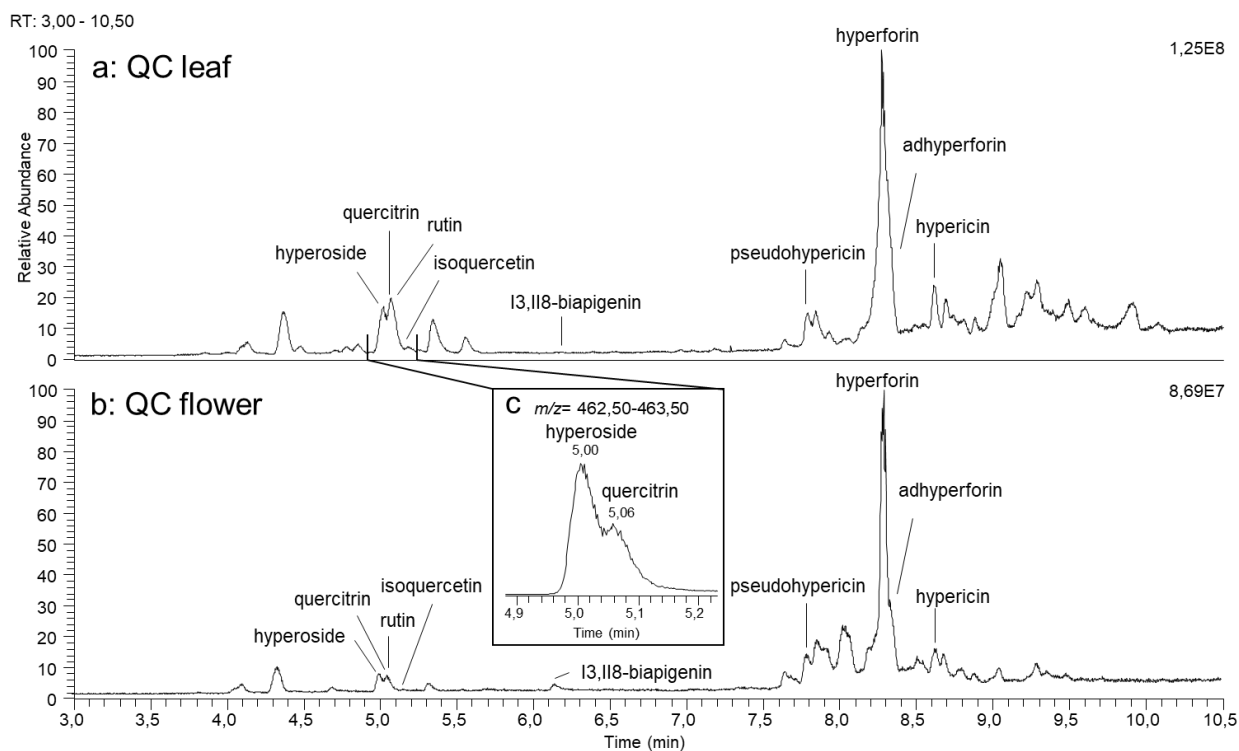 RT: 3,00 - 10,50
a: QC leaf
1,25E8
hyperforin
adhyperforin
hypericin
pseudohypericin
quercitrin
rutin
hyperoside
isoquercetin
I3,II8-biapigenin
Relative Abundance
100
90
80
70
60
50
40
30
20
10
0
b: QC flower
8,69E7
hyperforin
adhyperforin
hypericin
pseudohypericin
isoquercetin
quercitrin
rutin
hyperoside
I3,II8-biapigenin
100
90
80
70
60
50
40
30
20
10
0
c m/z= 462,50-463,50
hyperoside
5,00
quercitrin
5,06
4,9 5,0 5,1 5,2
Time (min)
3,0 3,5 4,0 4,5 5,0 5,5 6,0 6,5 7,0 7,5 8,0 8,5 9,0 9,5 10,0 10,5
Time (min)